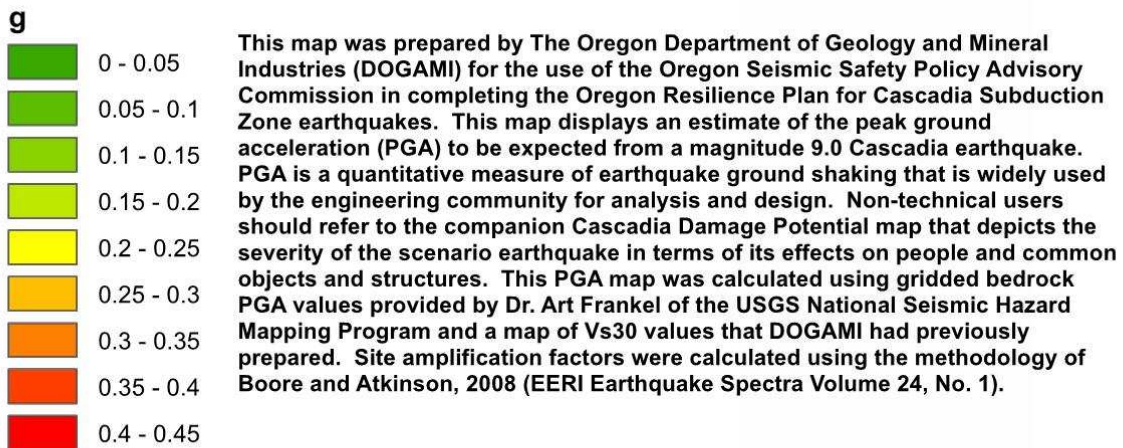 g
0 - 0.05
0.05 - 0.1
0.1 - 0.15
0.15 - 0.2
0.2 - 0.25
0.25 - 0.3
0.3 - 0.35
0.35 - 0.4
0.4 - 0.45
This map was prepared by The Oregon Department of Geology and Mineral
Industries (DOGAMI) for the use of the Oregon Seismic Safety Policy Advisory
Commission in completing the Oregon Resilience Plan for Cascadia Subduction
Zone earthquakes.  This map displays an estimate of the peak ground
acceleration (PGA) to be expected from a magnitude 9.0 Cascadia earthquake.
PGA is a quantitative measure of earthquake ground shaking that is widely used
by the engineering community for analysis and design.  Non-technical users
should refer to the companion Cascadia Damage Potential map that depicts the
severity of the scenario earthquake in terms of its effects on people and common
objects and structures.  This PGA map was calculated using gridded bedrock
PGA values provided by Dr. Art Frankel of the USGS National Seismic Hazard
Mapping Program and a map of Vs30 values that DOGAMI had previously
prepared.  Site amplification factors were calculated using the methodology of
Boore and Atkinson, 2008 (EERI Earthquake Spectra Volume 24, No. 1).